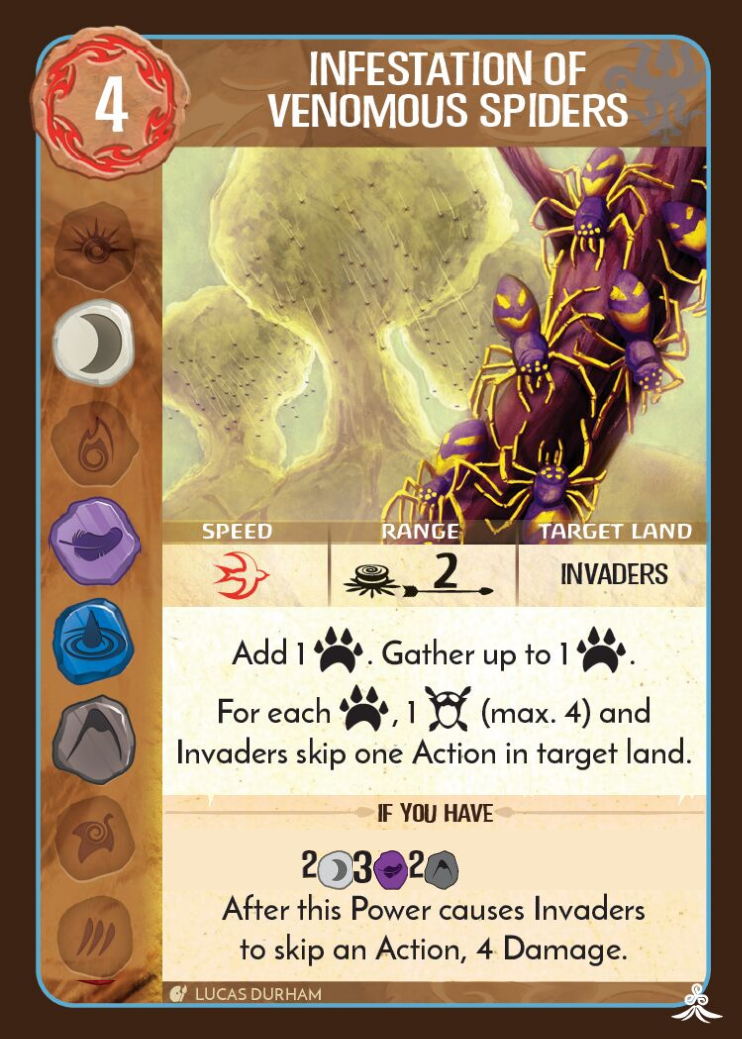 4
INFESTATION OF
VENOMOUS SPIDERS
SPEED RANGE TARGET LAND
2 INVADERS
Add 1 . Gather up to 1 .
For each , 1 (max. 4) and
Invaders skip one Action in target land.
IF YOU HAVE
2 3 2
After this Power causes Invaders
to skip an Action, 4 Damage.
LUCAS DURHAM